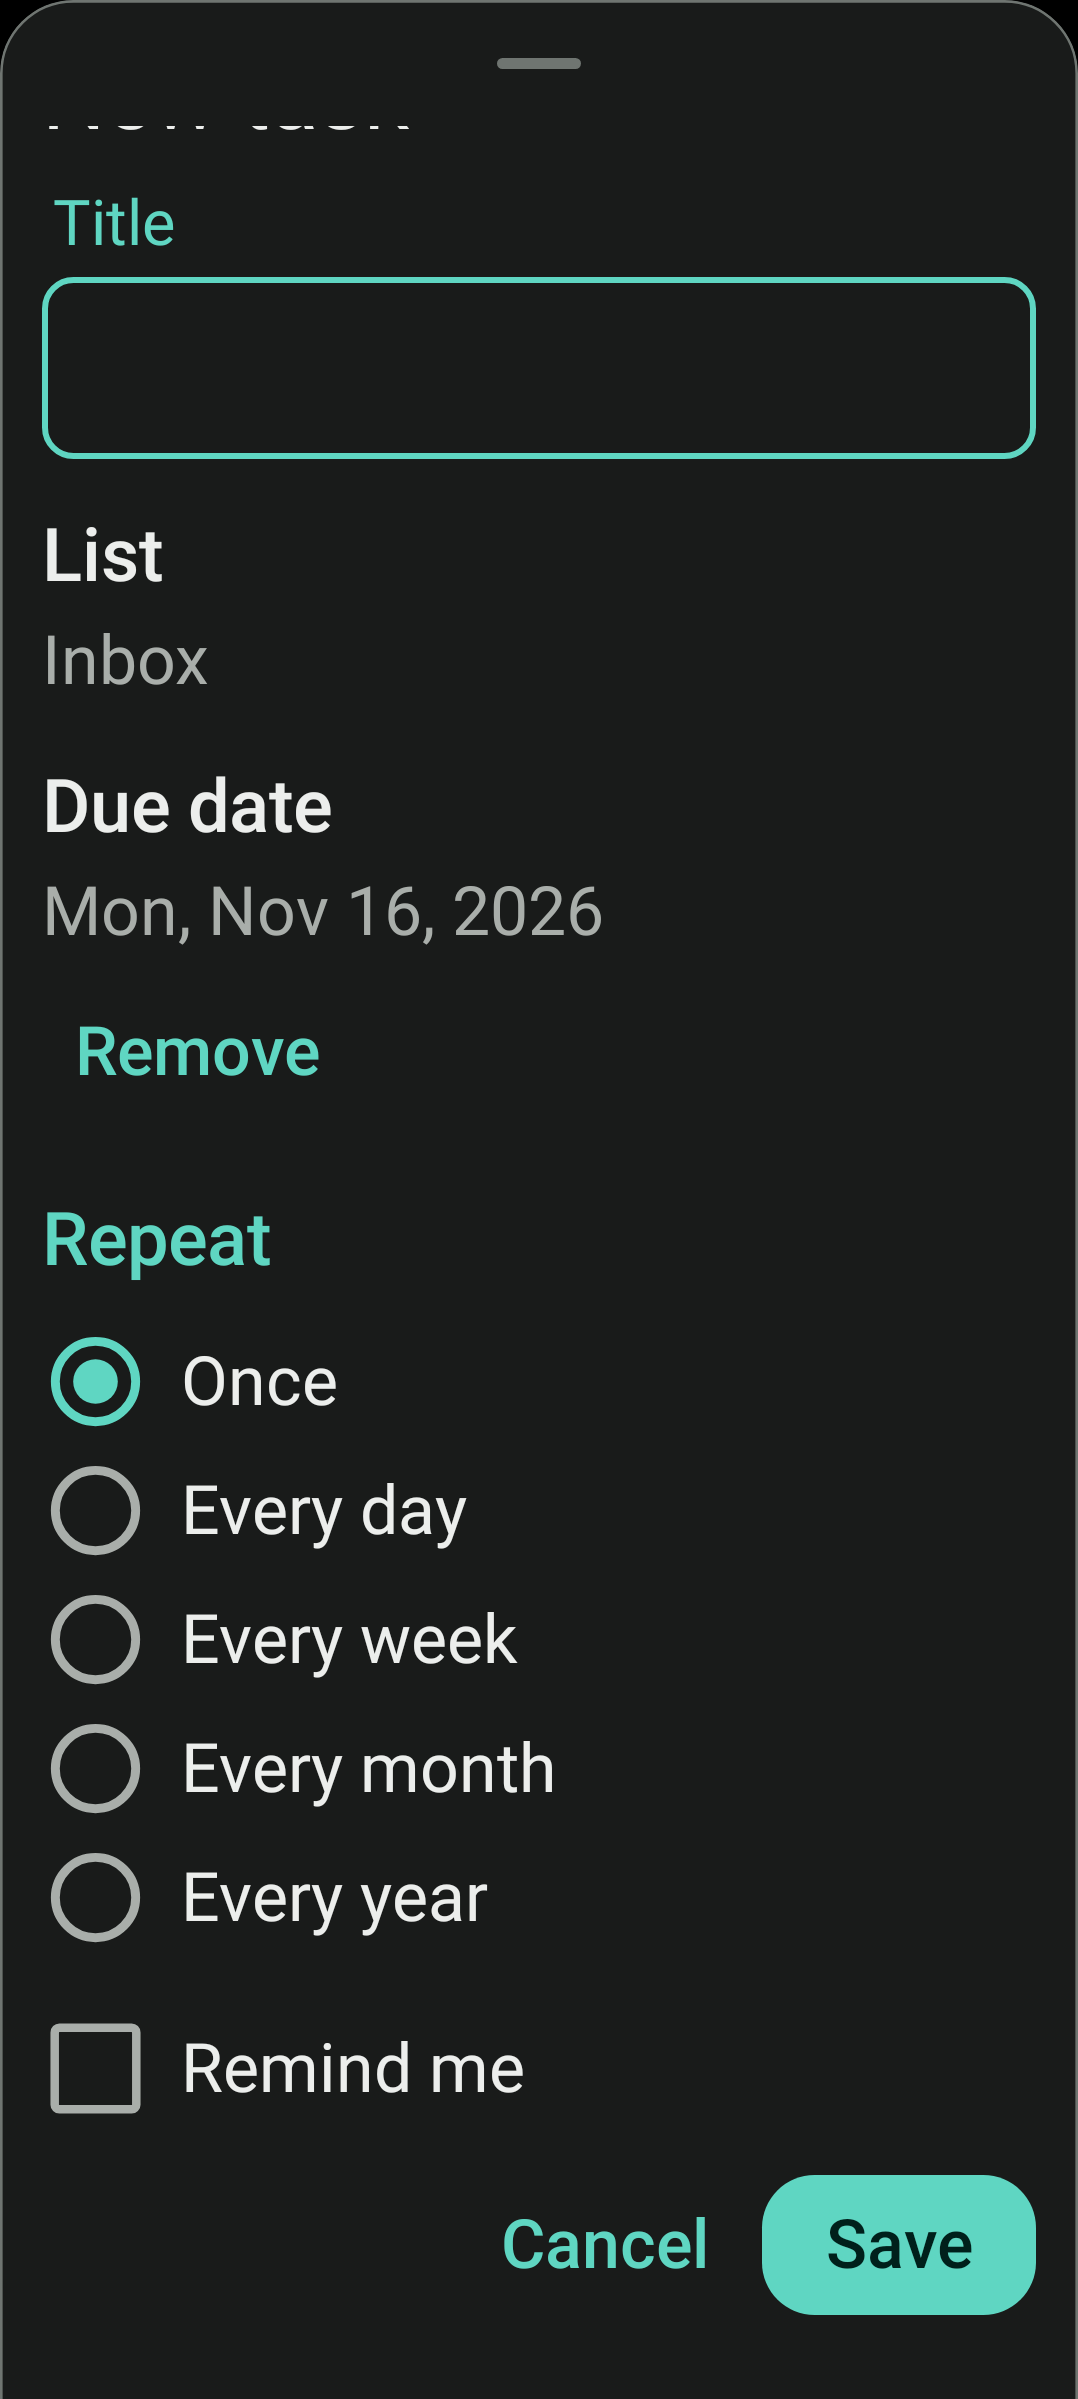 Title
List
Inbox
Due date
Mon, Nov 16, 2026
Remove
Repeat
Once
Every day
Every week
Every month
Every year
Remind me
Cancel
Save